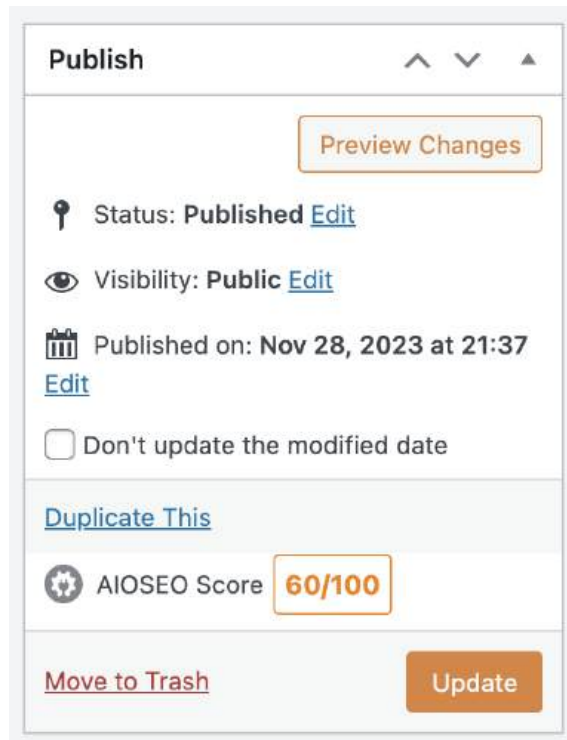 Publish
Preview Changes
Status: Published Edit
Visibility: Public Edit
Published on: Nov 28, 2023 at 21:37
Edit
Don't update the modified date
Duplicate This
AIOSEO Score 60/100
Move to Trash
Update